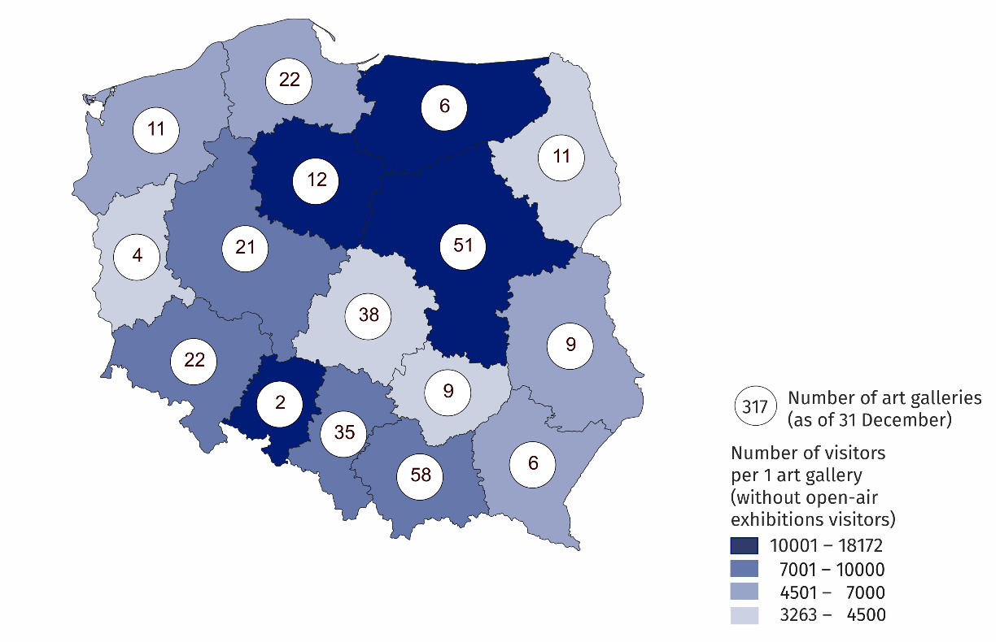 22
6
11
11
12
51
21
4
38
9
22
9
2
35
6
58
317
Number of art galleries
(as of 31 December)
Number of visitors
per 1 art gallery
(without open-air
exhibitions visitors)
10001 – 18172
7001 – 10000
4501 – 7000
3263 – 4500